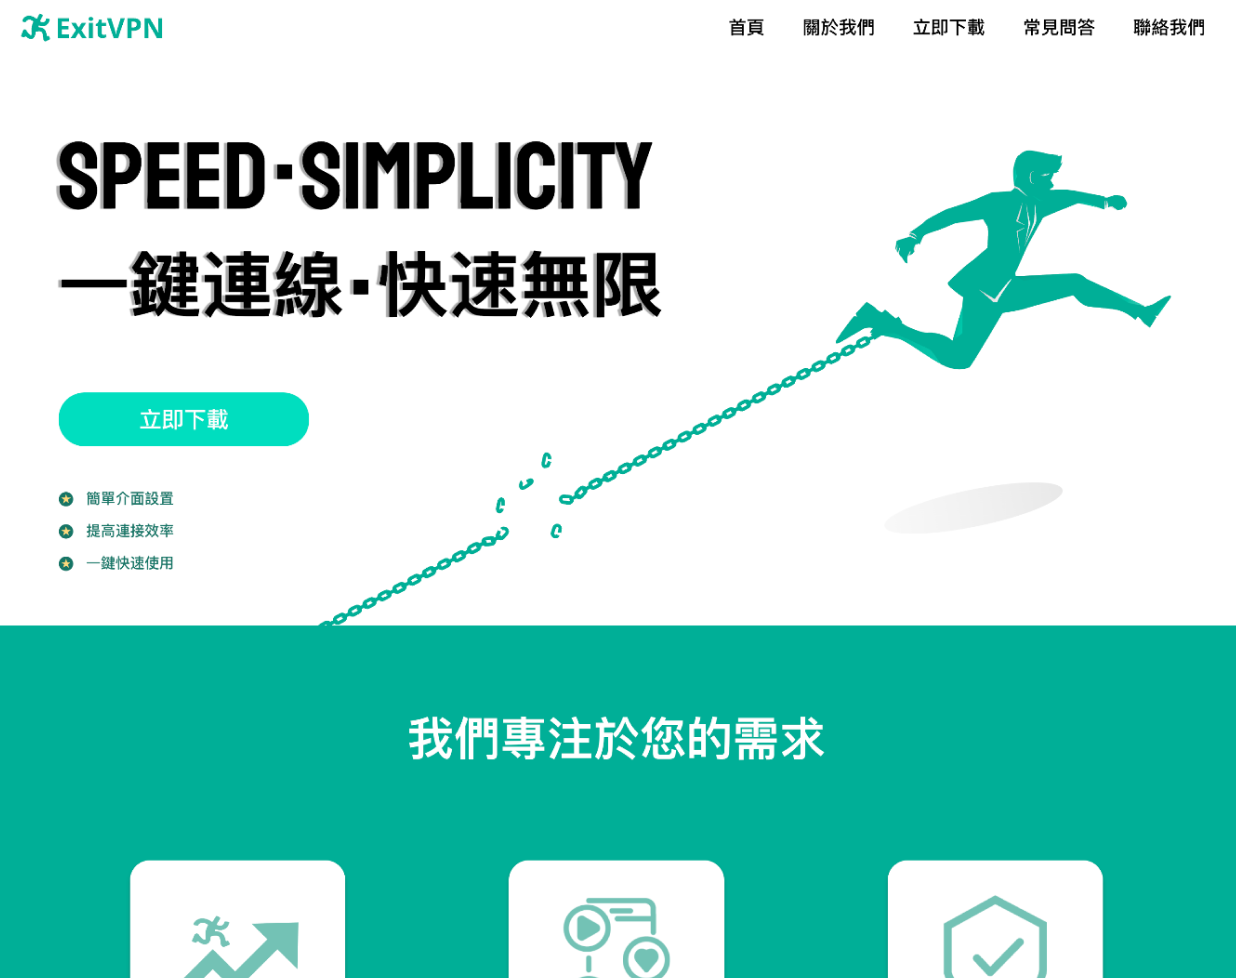 ExitVPN
首頁 關於我們 立即下載 常見問答 聯絡我們
SPEED·SIMPLICITY
一鍵連線·快速無限
立即下載
簡單介面設置
提高連接效率
一鍵快速使用
我們專注於您的需求